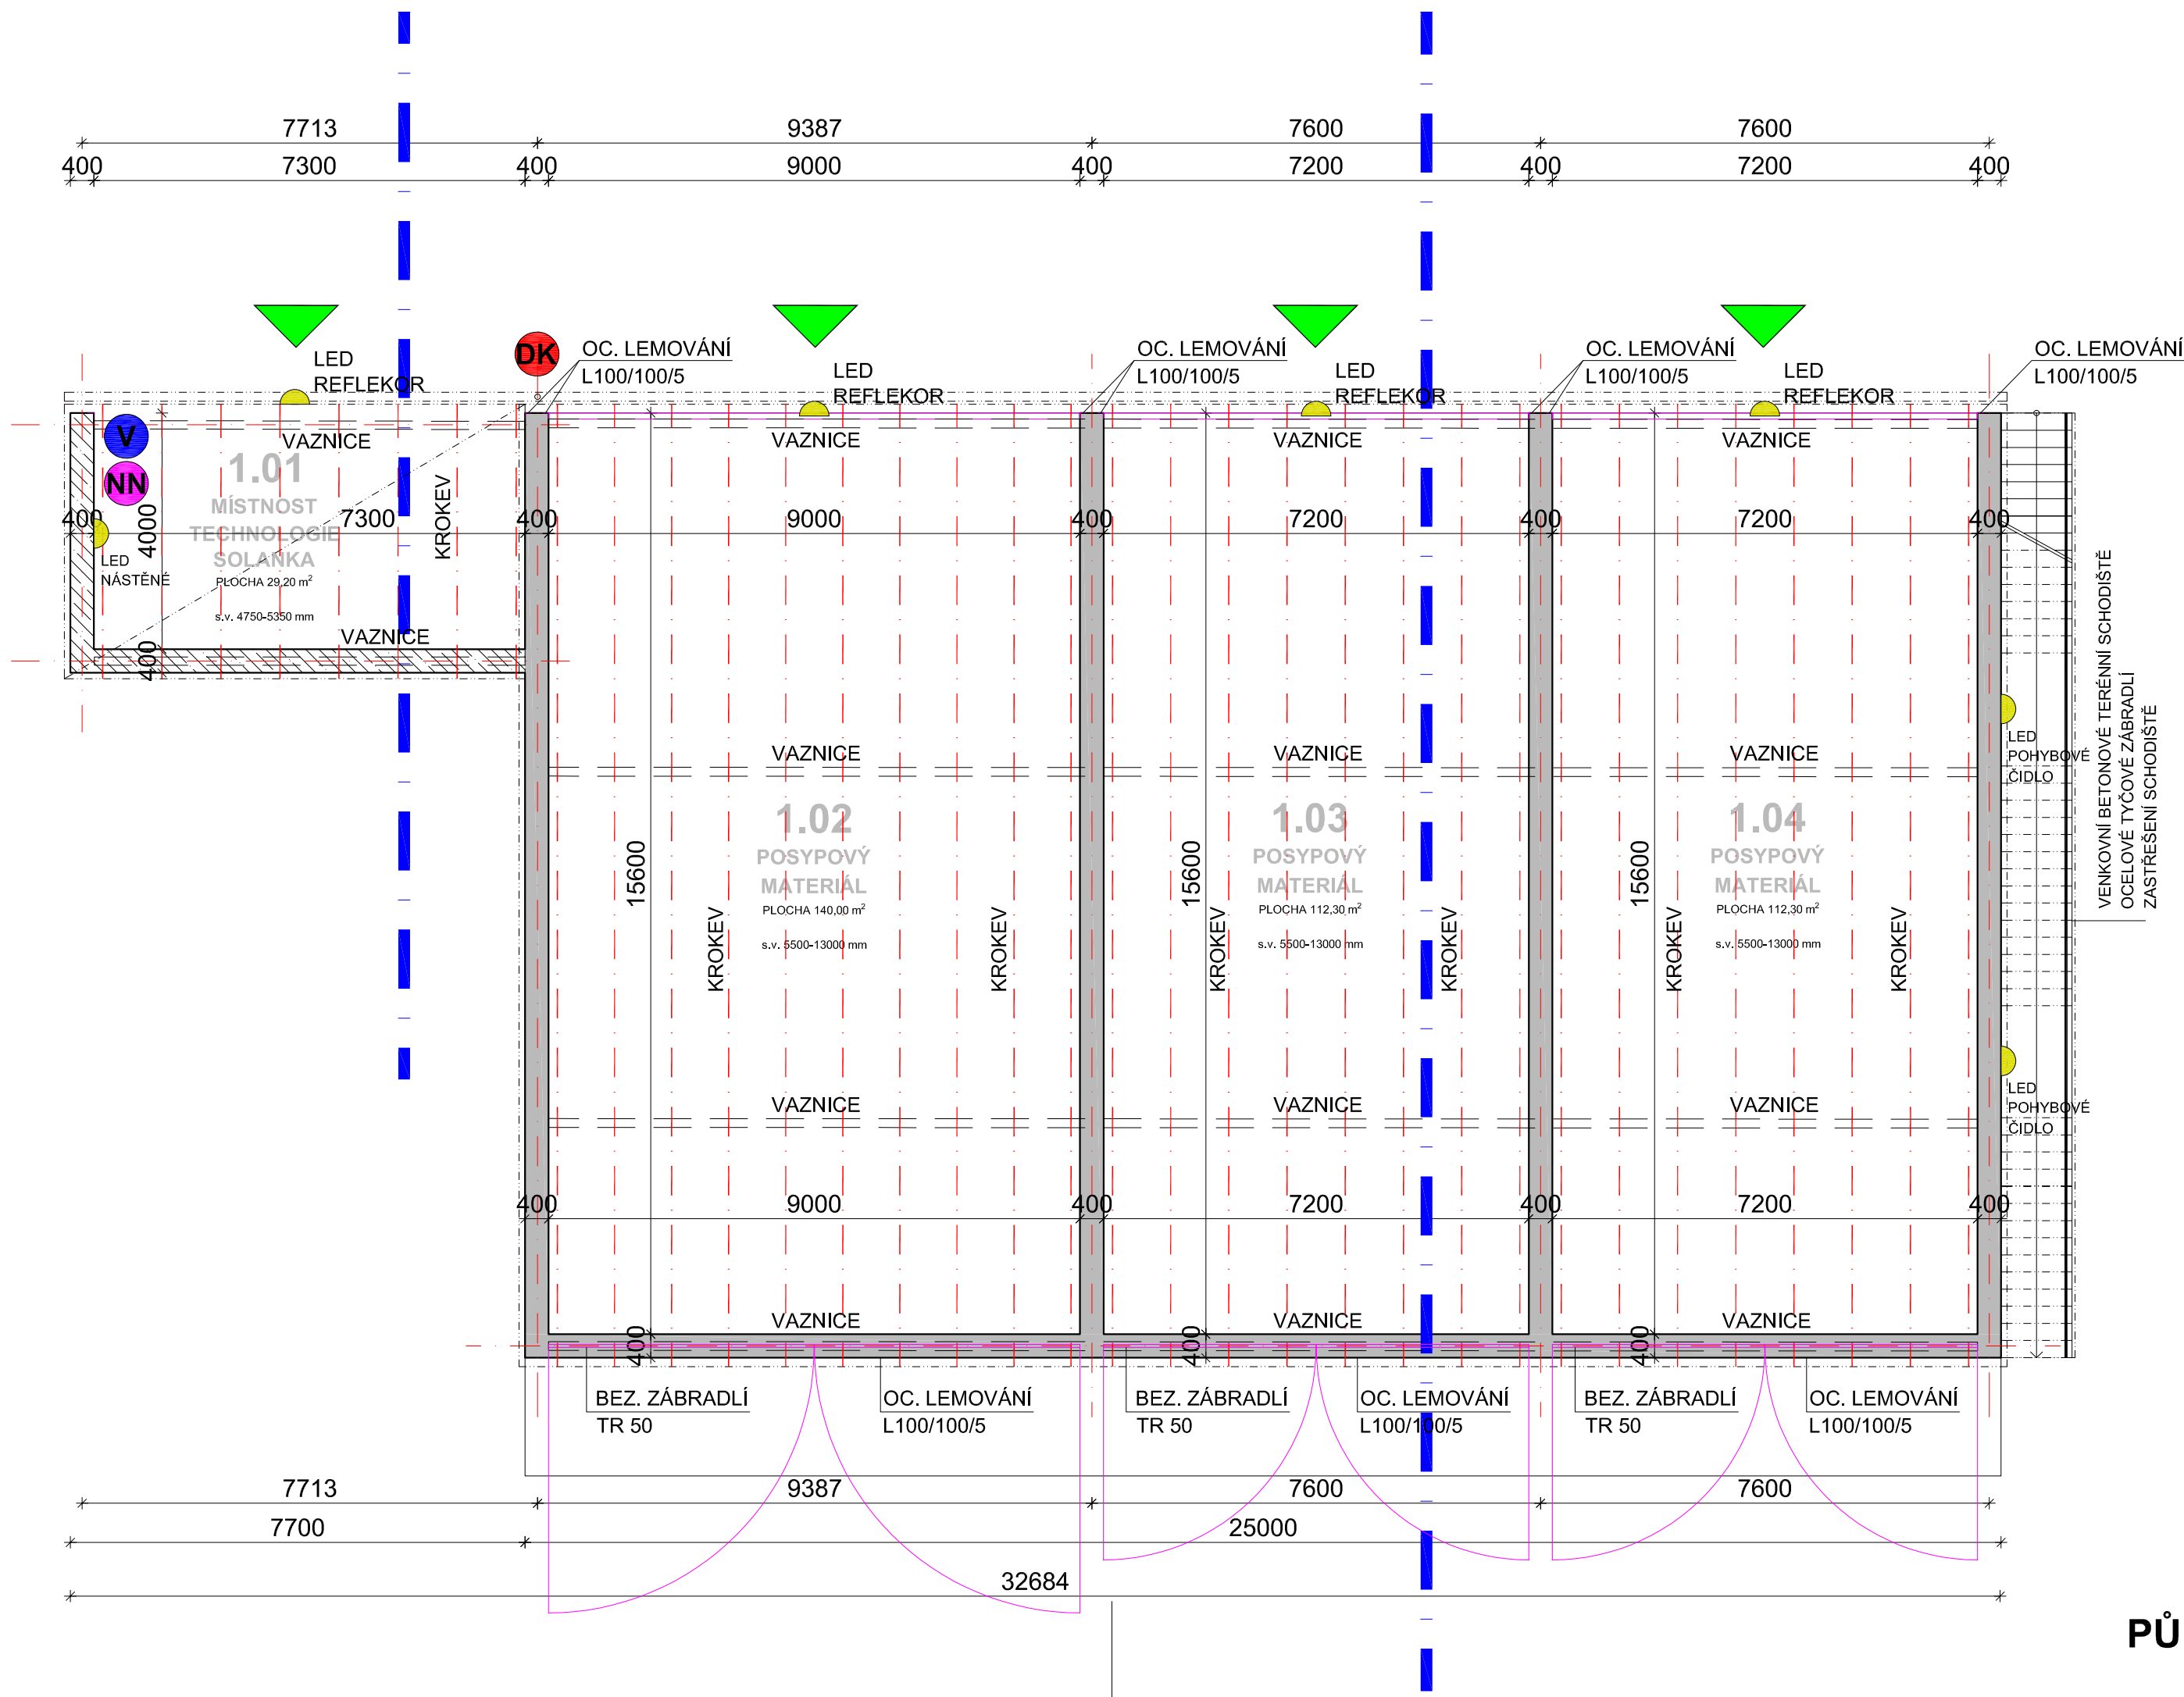 7713 9387 7600 7600
400 7300 400 9000 400 7200 400 7200 400
DK
OC. LEMOVÁNÍ
L100/100/5
OC. LEMOVÁNÍ
L100/100/5
OC. LEMOVÁNÍ
L100/100/5
OC. LEMOVÁNÍ
L100/100/5
LED
REFLEKOR
LED
REFLEKOR
LED
REFLEKOR
LED
REFLEKOR
V
NN
VAZNICE
VAZNICE
VAZNICE
VAZNICE
1.01
MÍSTNOST
TECHNOLOGIE
SOLANKA
PLOCHA 29,20 m²
s.v. 4750-5350 mm
400 7300 400 9000 400 7200 400 7200 400
4000
400
KROKEV
LED
NÁSTĚNÉ
VAZNICE
VAZNICE
VAZNICE
VAZNICE
1.02
POSYPOVÝ
MATERIÁL
PLOCHA 140,00 m²
s.v. 5500-13000 mm
1.03
POSYPOVÝ
MATERIÁL
PLOCHA 112,30 m²
s.v. 5500-13000 mm
1.04
POSYPOVÝ
MATERIÁL
PLOCHA 112,30 m²
s.v. 5500-13000 mm
15600
15600
15600
KROKEV
KROKEV
KROKEV
KROKEV
KROKEV
KROKEV
LED
POHYBOVÉ
ČIDLO
VENKOVNÍ BETONOVÉ TERÉNNÍ SCHODIŠTĚ
OCELOVÉ TYČOVÉ ZÁBRADLÍ
ZASTŘEŠENÍ SCHODIŠTĚ
LED
POHYBOVÉ
ČIDLO
VAZNICE
VAZNICE
VAZNICE
400 9000 400 7200 400 7200 400
VAZNICE
VAZNICE
VAZNICE
400
400
400
BEZ. ZÁBRADLÍ
TR 50
OC. LEMOVÁNÍ
L100/100/5
BEZ. ZÁBRADLÍ
TR 50
OC. LEMOVÁNÍ
L100/100/5
BEZ. ZÁBRADLÍ
TR 50
OC. LEMOVÁNÍ
L100/100/5
7713 9387 7600 7600
7700 25000
32684
PŮ